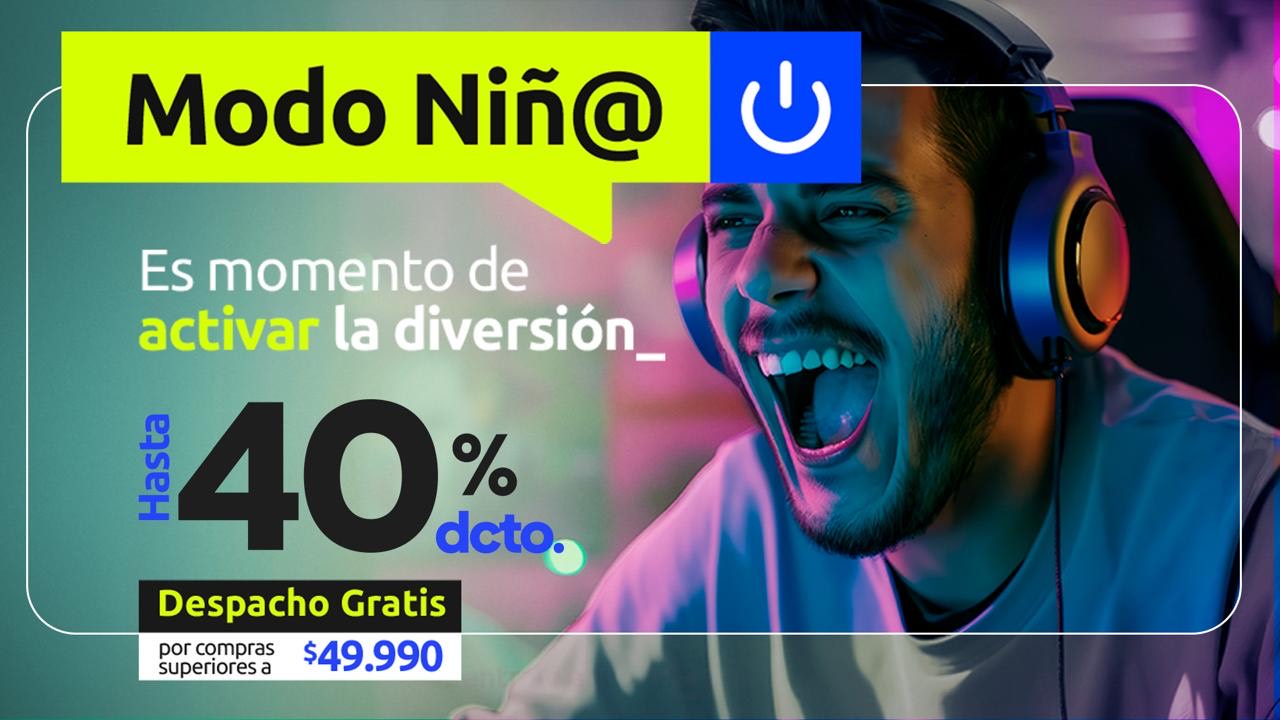 Modo Niñ@
Es momento de
activar la diversión_
Hasta
40%
dcto.
Despacho Gratis
por compras
superiores a
$49.990